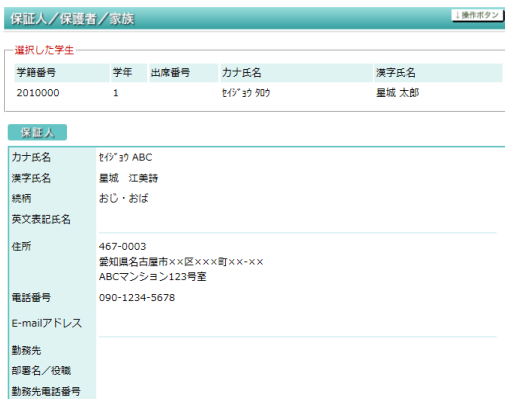 保証人／保護者／家族
↓操作ボタン
選択した学生
学籍番号 学年 出席番号 カナ氏名 漢字氏名
2010000 1 ｾｲｼﾞｮｳ ﾀﾛｳ 星城 太郎
保証人
カナ氏名 ｾｲｼﾞｮｳ ABC
漢字氏名 星城 江美詩
続柄 おじ・おば
英文表記氏名
住所 467-0003
愛知県名古屋市××区×××町××-××
ABCマンション123号室
電話番号 090-1234-5678
E-mailアドレス
勤務先
部署名／役職
勤務先電話番号